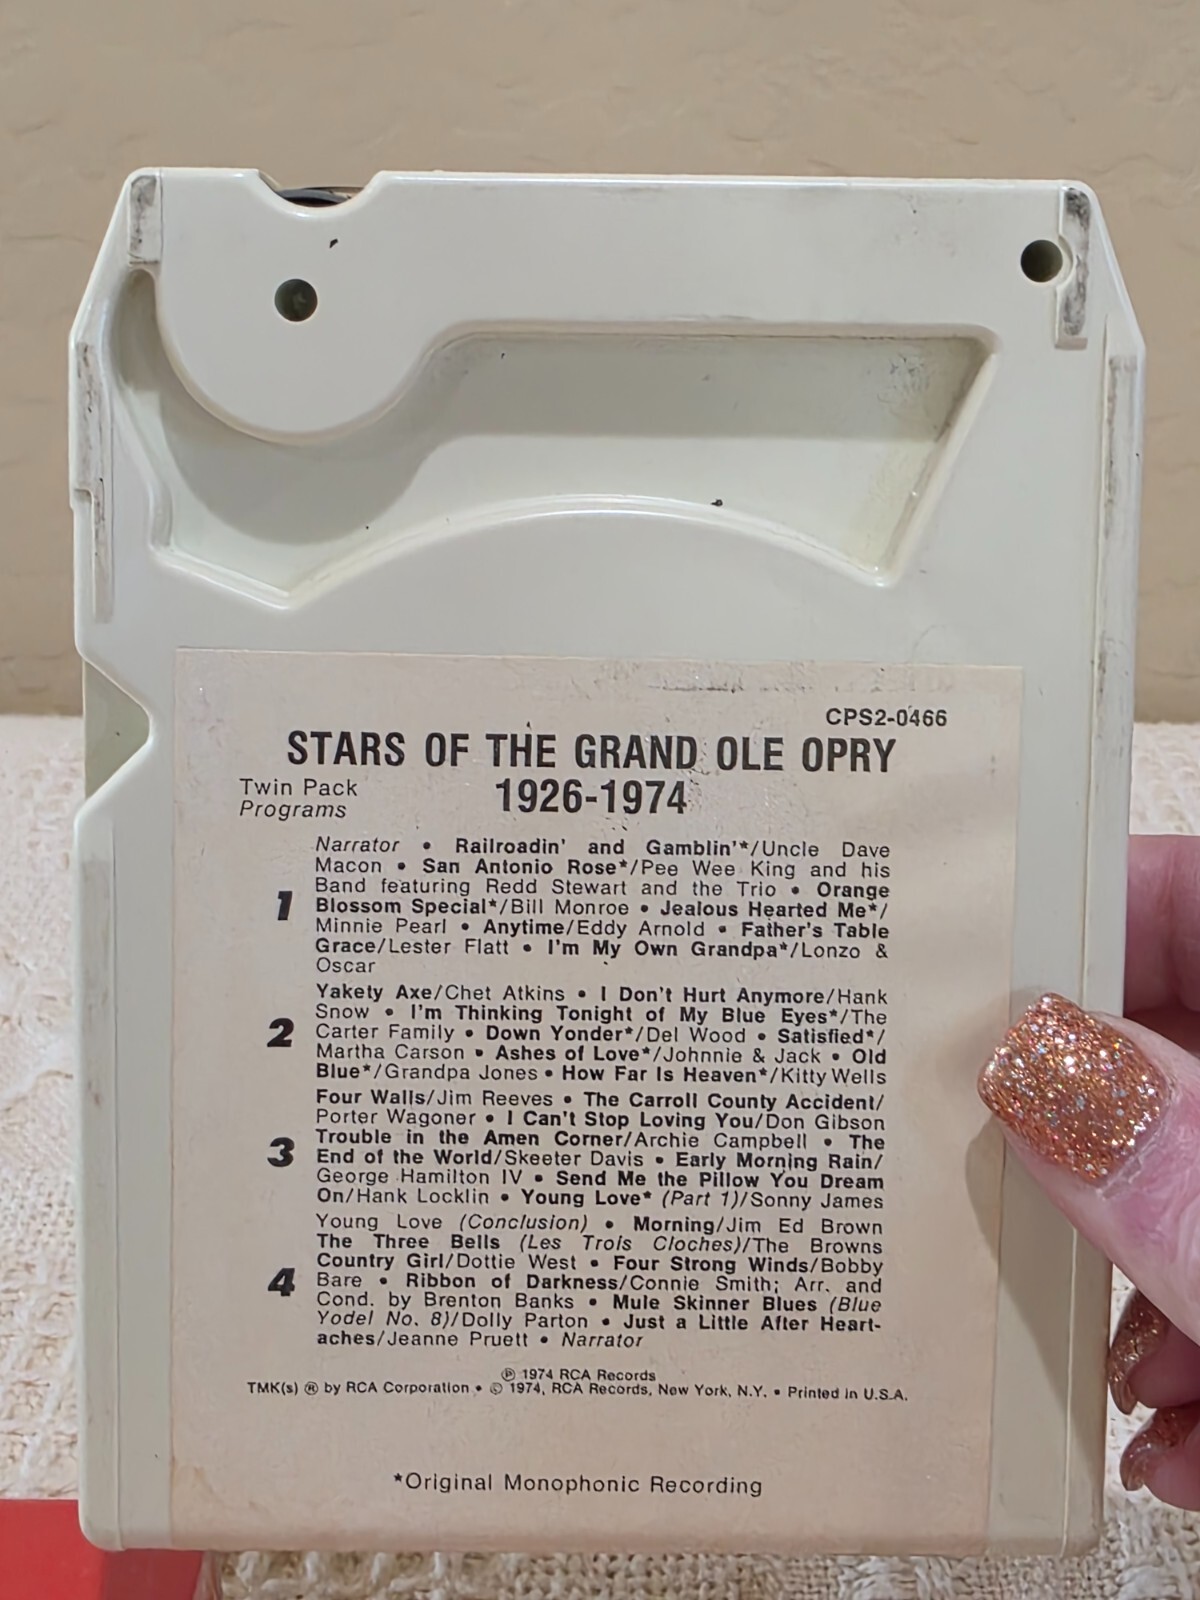 CPS2-0466
STARS OF THE GRAND OLE OPRY
1926-1974
Twin Pack
Programs
1
Narrator • Railroadin' and Gamblin'*/Uncle Dave
Macon • San Antonio Rose*/Pee Wee King and his
Band featuring Redd Stewart and the Trio • Orange
Blossom Special*/Bill Monroe • Jealous Hearted Me*/
Minnie Pearl • Anytime/Eddy Arnold • Father's Table
Grace/Lester Flatt • I'm My Own Grandpa*/Lonzo &
Oscar
2
Yakety Axe/Chet Atkins • I Don't Hurt Anymore/Hank
Snow • I'm Thinking Tonight of My Blue Eyes*/The
Carter Family • Down Yonder*/Del Wood • Satisfied*/
Martha Carson • Ashes of Love*/Johnnie & Jack • Old
Blue*/Grandpa Jones • How Far Is Heaven*/Kitty Wells
3
Four Walls/Jim Reeves • The Carroll County Accident/
Porter Wagoner • I Can't Stop Loving You/Don Gibson
Trouble in the Amen Corner/Archie Campbell • The
End of the World/Skeeter Davis • Early Morning Rain/
George Hamilton IV • Send Me the Pillow You Dream
On/Hank Locklin • Young Love* (Part 1)/Sonny James
4
Young Love (Conclusion) • Morning/Jim Ed Brown
The Three Bells (Les Trois Cloches)/The Browns
Country Girl/Dottie West • Four Strong Winds/Bobby
Bare • Ribbon of Darkness/Connie Smith; Arr. and
Cond. by Brenton Banks • Mule Skinner Blues (Blue
Yodel No. 8)/Dolly Parton • Just a Little After Heart-
aches/Jeanne Pruett • Narrator
℗ 1974 RCA Records
TMK(s) ® by RCA Corporation • © 1974, RCA Records, New York, N.Y. • Printed in U.S.A.
*Original Monophonic Recording